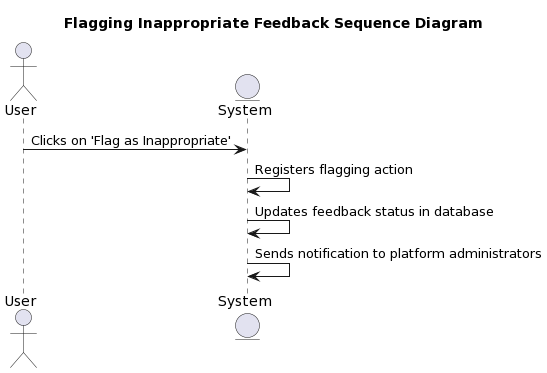 Flagging Inappropriate Feedback Sequence Diagram
User
System
Clicks on 'Flag as Inappropriate'
Registers flagging action
Updates feedback status in database
Sends notification to platform administrators
User
System